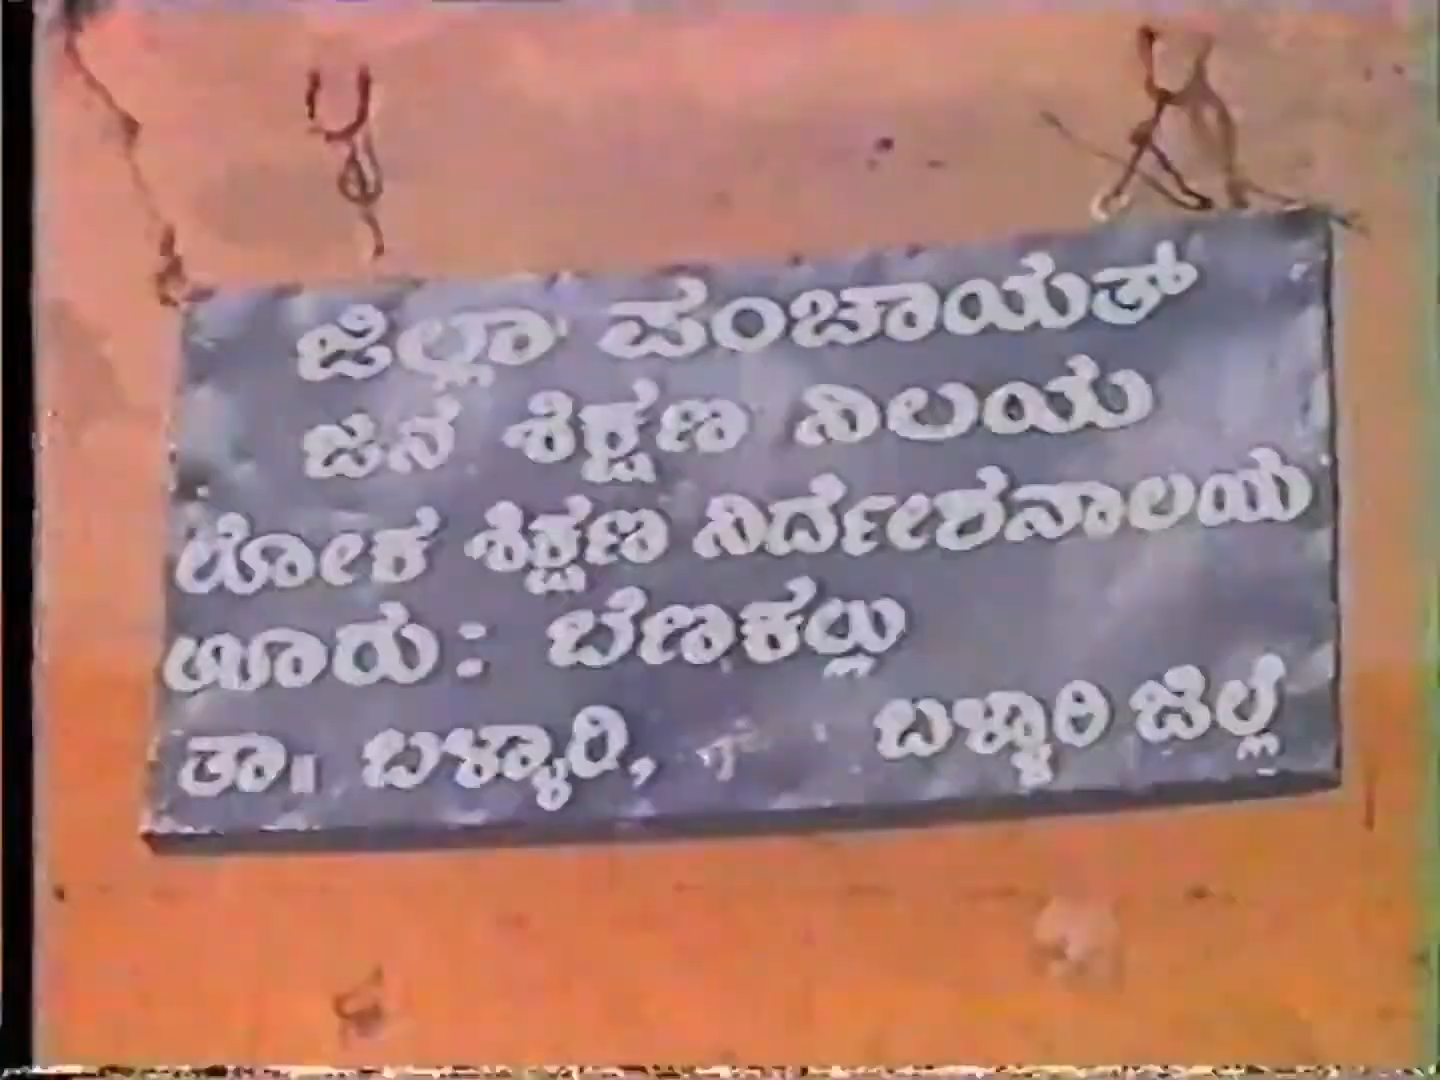 ಜಿಲ್ಲಾ ಪಂಚಾಯತ್
ಜನ ಶಿಕ್ಷಣ ನಿಲಯ
ಲೋಕ ಶಿಕ್ಷಣ ನಿರ್ದೇಶನಾಲಯ
ಊರು: ಬೆಣಕಲ್ಲು
ತಾ। ಬಳ್ಳಾರಿ, ಬಳ್ಳಾರಿ ಜಿಲ್ಲೆ